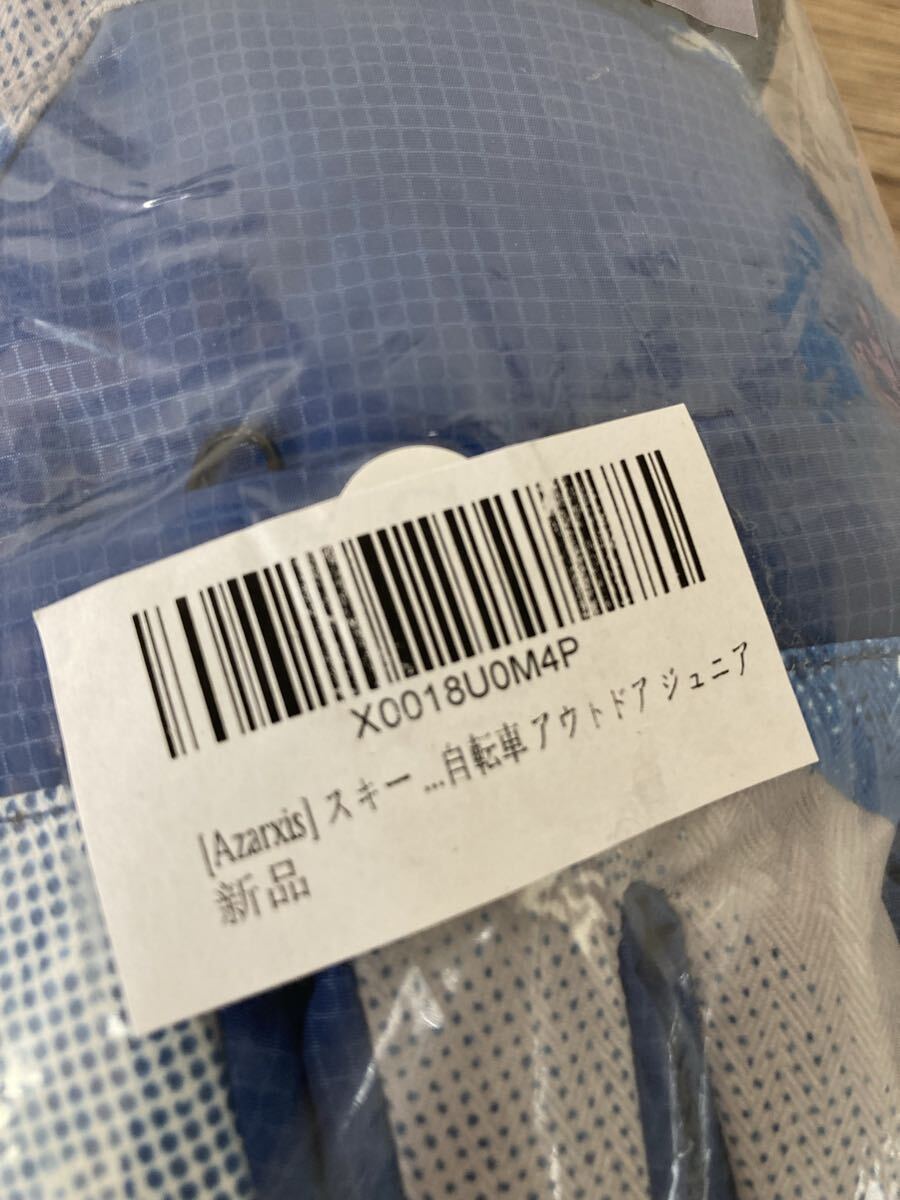 X0018U0M4P
[Azarxis] スキー ...自転車 アウトドア ジュニア
新品